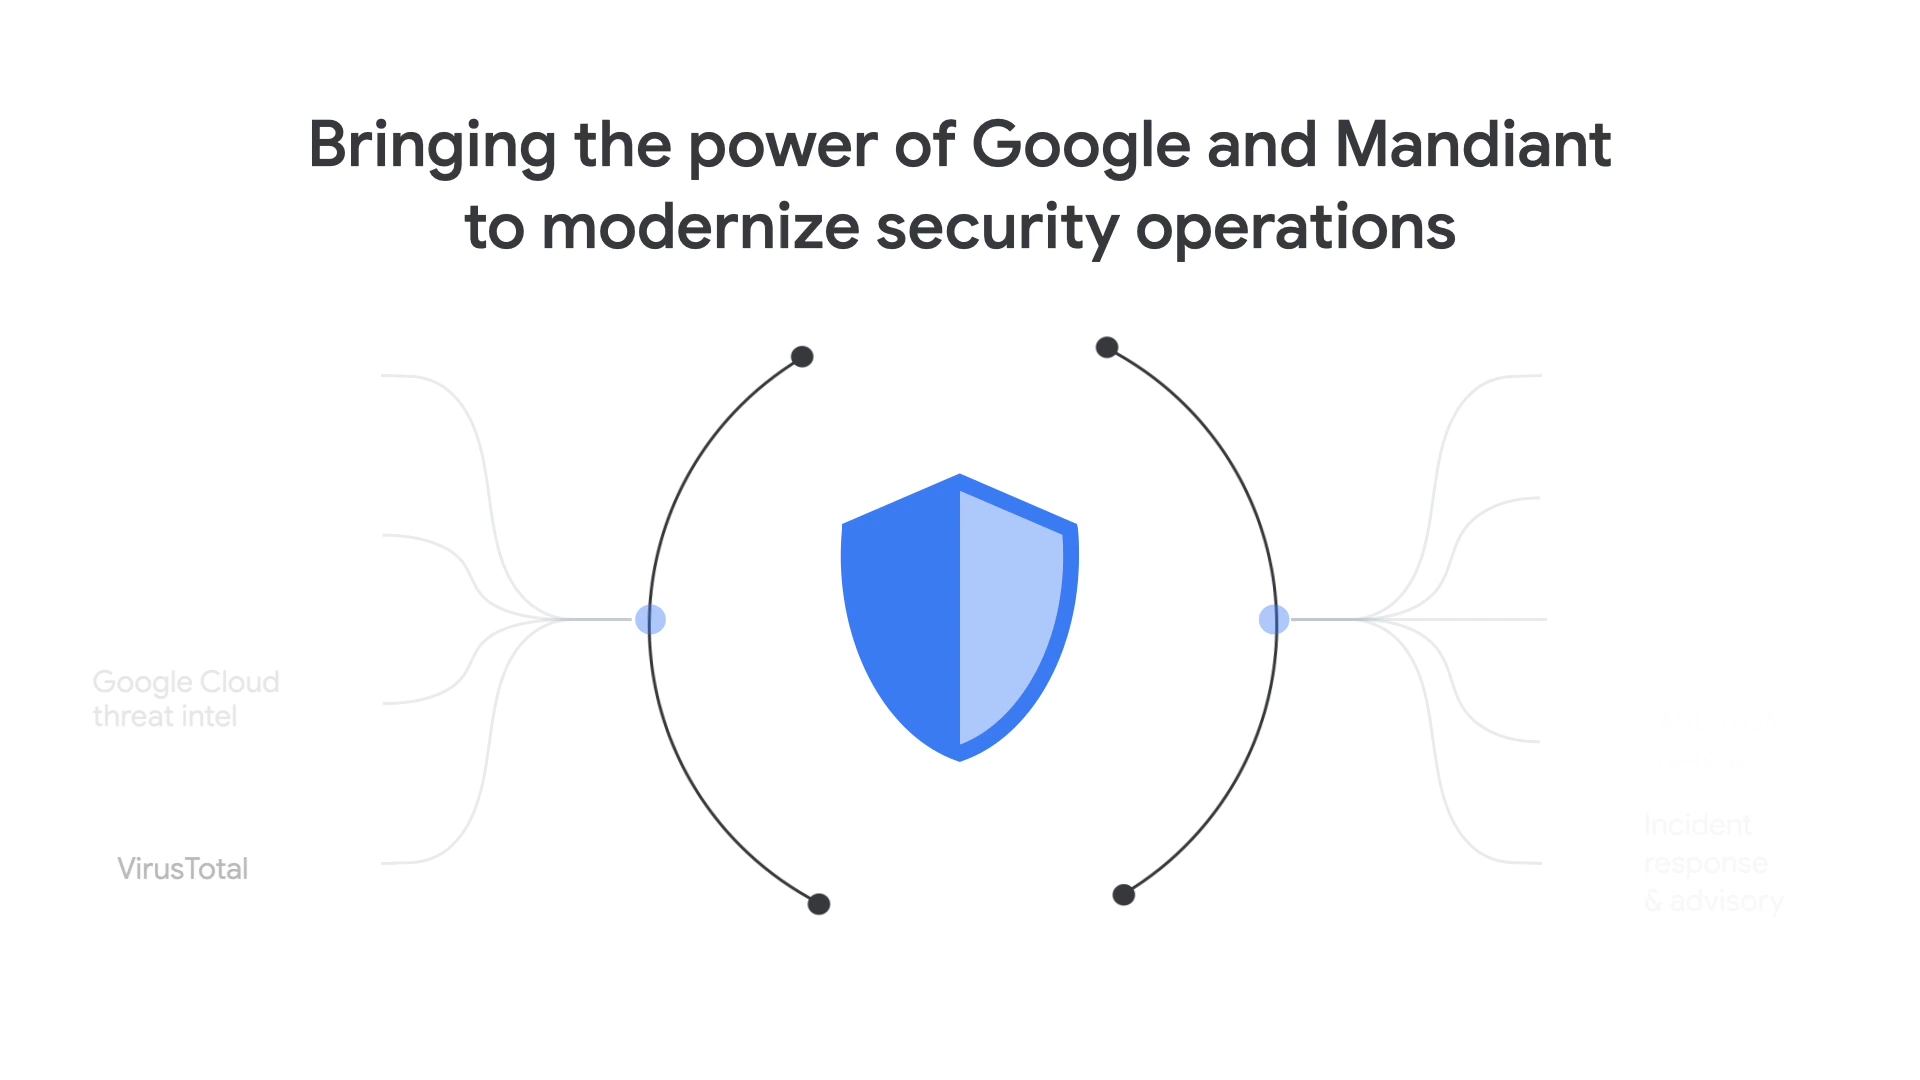 Bringing the power of Google and Mandiant
to modernize security operations
Google Cloud
threat intel
VirusTotal
Incident
response
& advisory